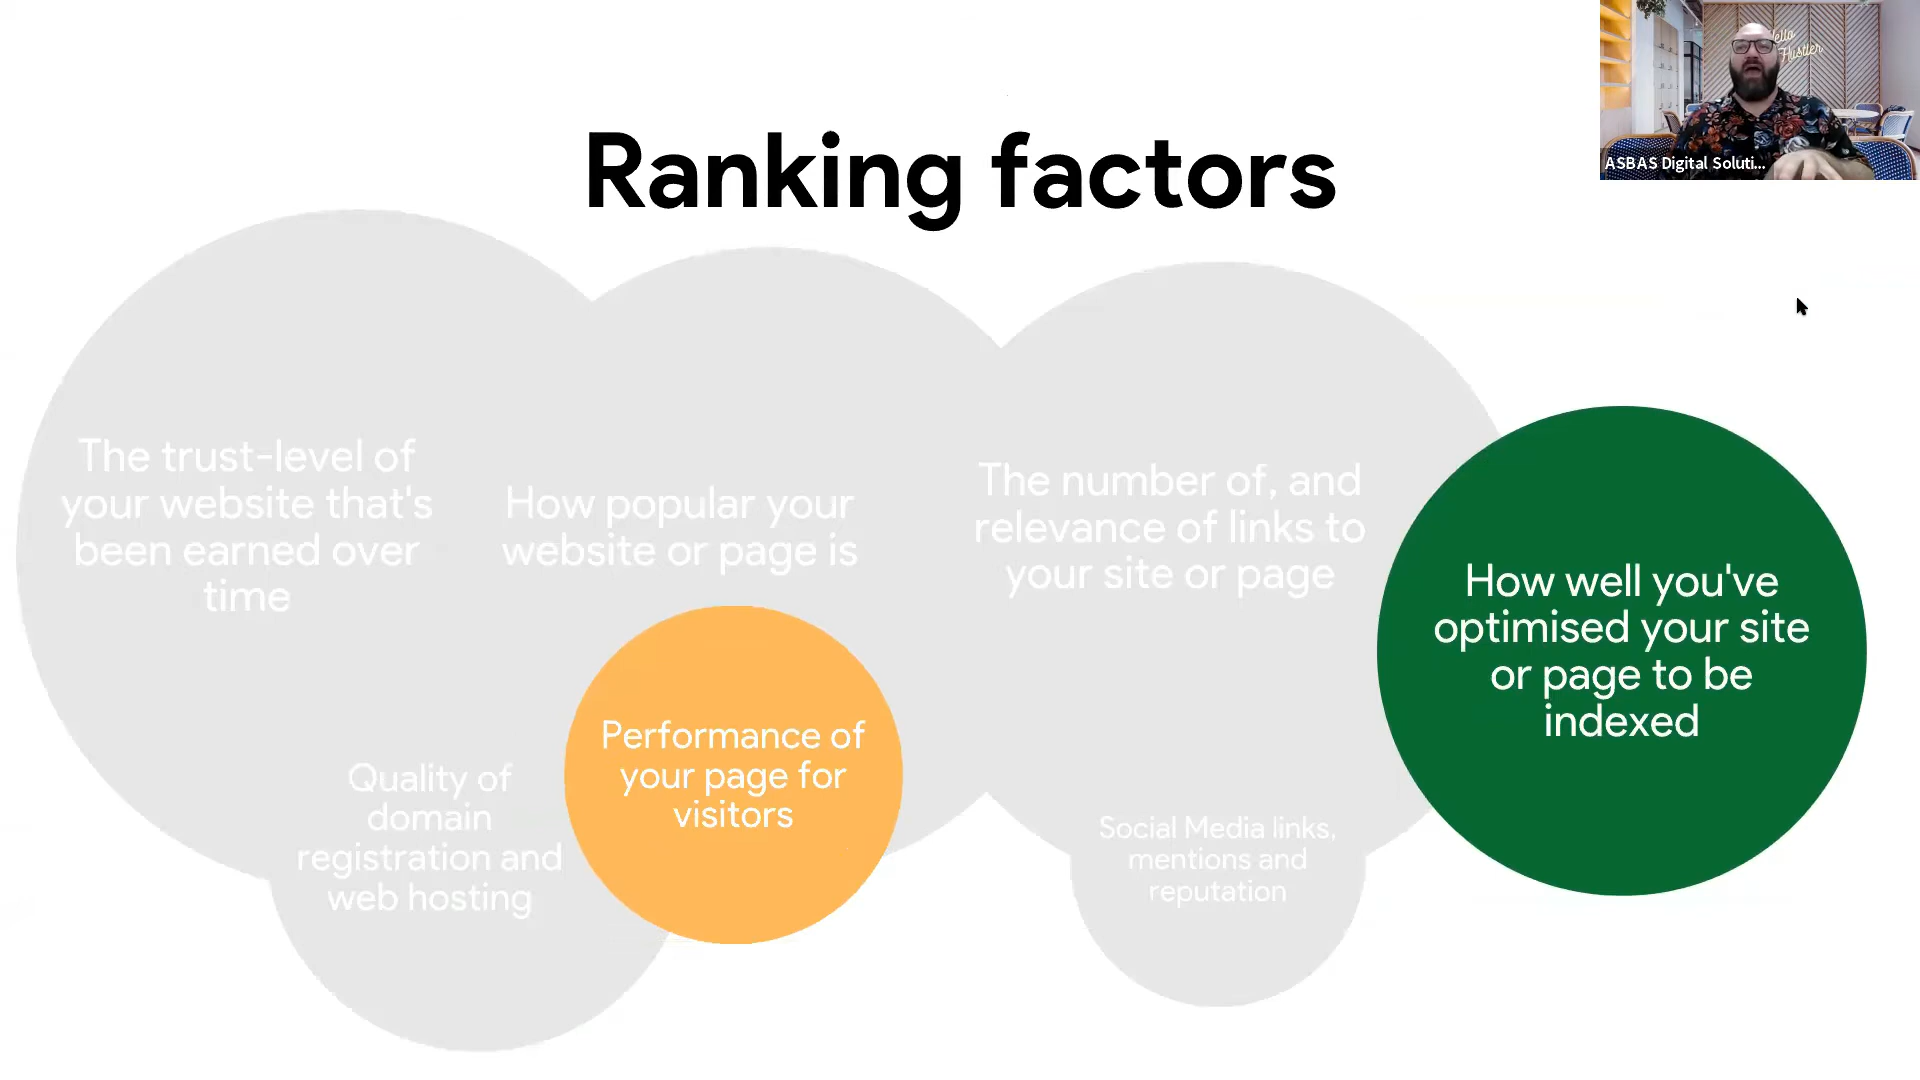 Ranking factors
Hello
Hustler
ASBAS Digital Soluti...
The trust-level of
your website that's
been earned over
time
How popular your
website or page is
The number of, and
relevance of links to
your site or page
How well you've
optimised your site
or page to be
indexed
Performance of
your page for
visitors
Quality of
domain
registration and
web hosting
Social Media links,
mentions and
reputation